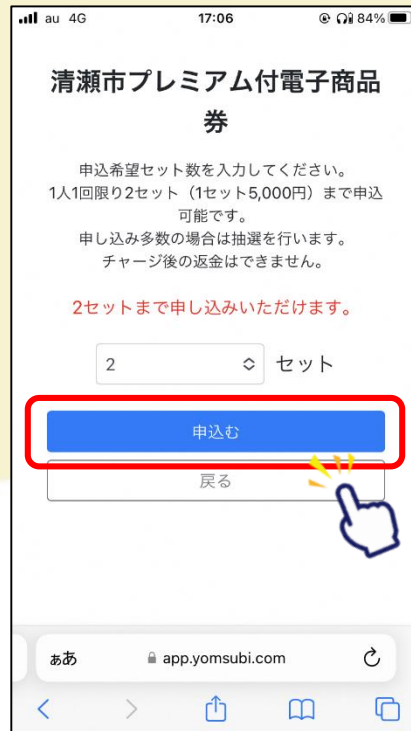 au 4G 17:06 84%
清瀬市プレミアム付電子商品
券
申込希望セット数を入力してください。
1人1回限り2セット（1セット5,000円）まで申込
可能です。
申し込み多数の場合は抽選を行います。
チャージ後の返金はできません。
2セットまで申し込みいただけます。
2 セット
申込む
戻る
ぁあ app.yomsubi.com